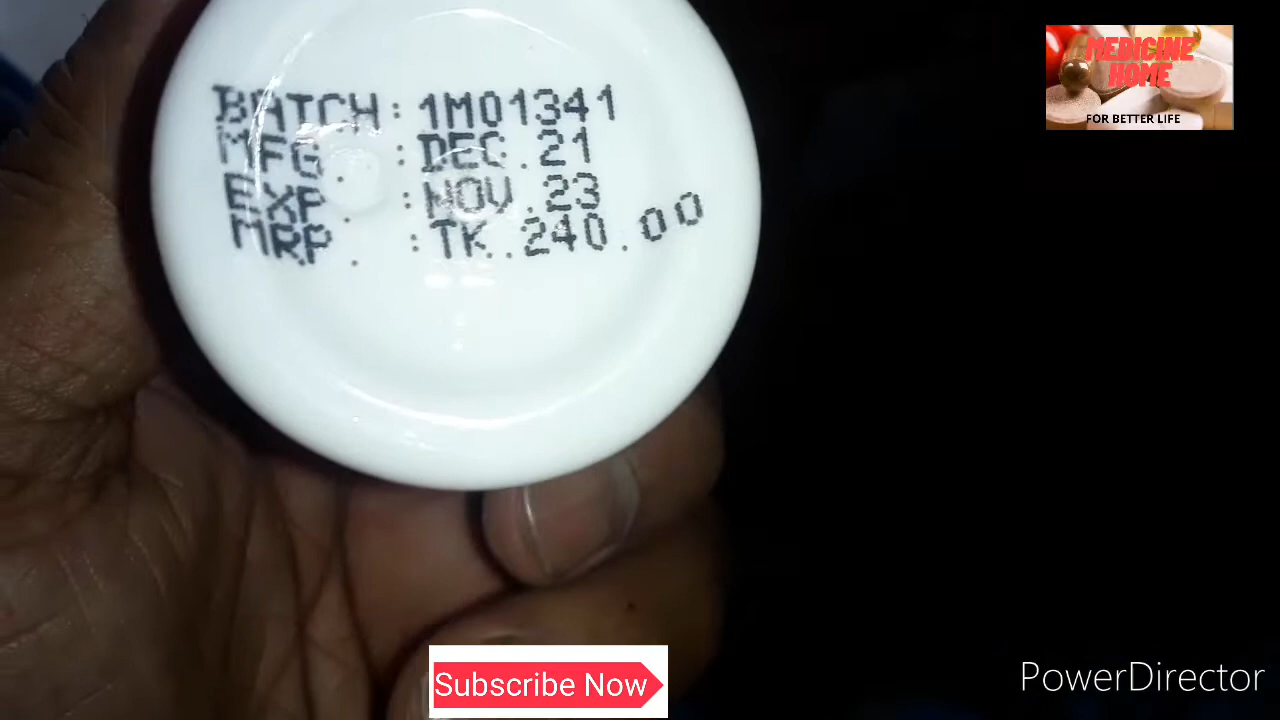 BATCH : 1M01341
MFG. : DEC.21
EXP. : NOV.23
MRP. : TK.240.00
MEDICINE
HOME
FOR BETTER LIFE
Subscribe Now
PowerDirector